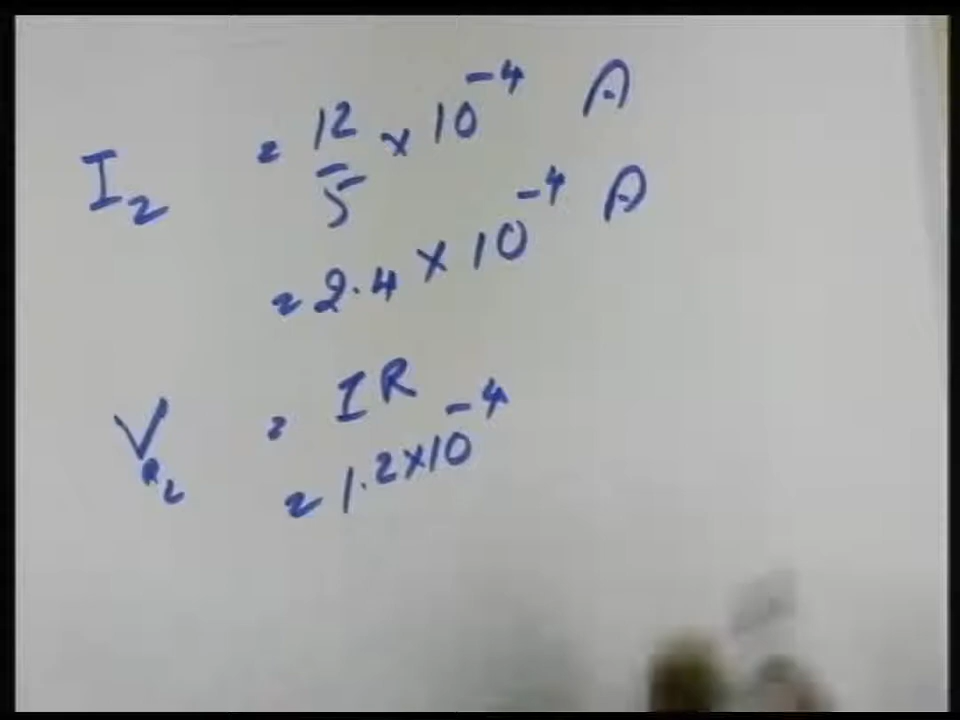 I₂ = 12/5 × 10⁻⁴ A
= 2.4 × 10⁻⁴ A
V_R₂ = IR
= 1.2×10⁻⁴